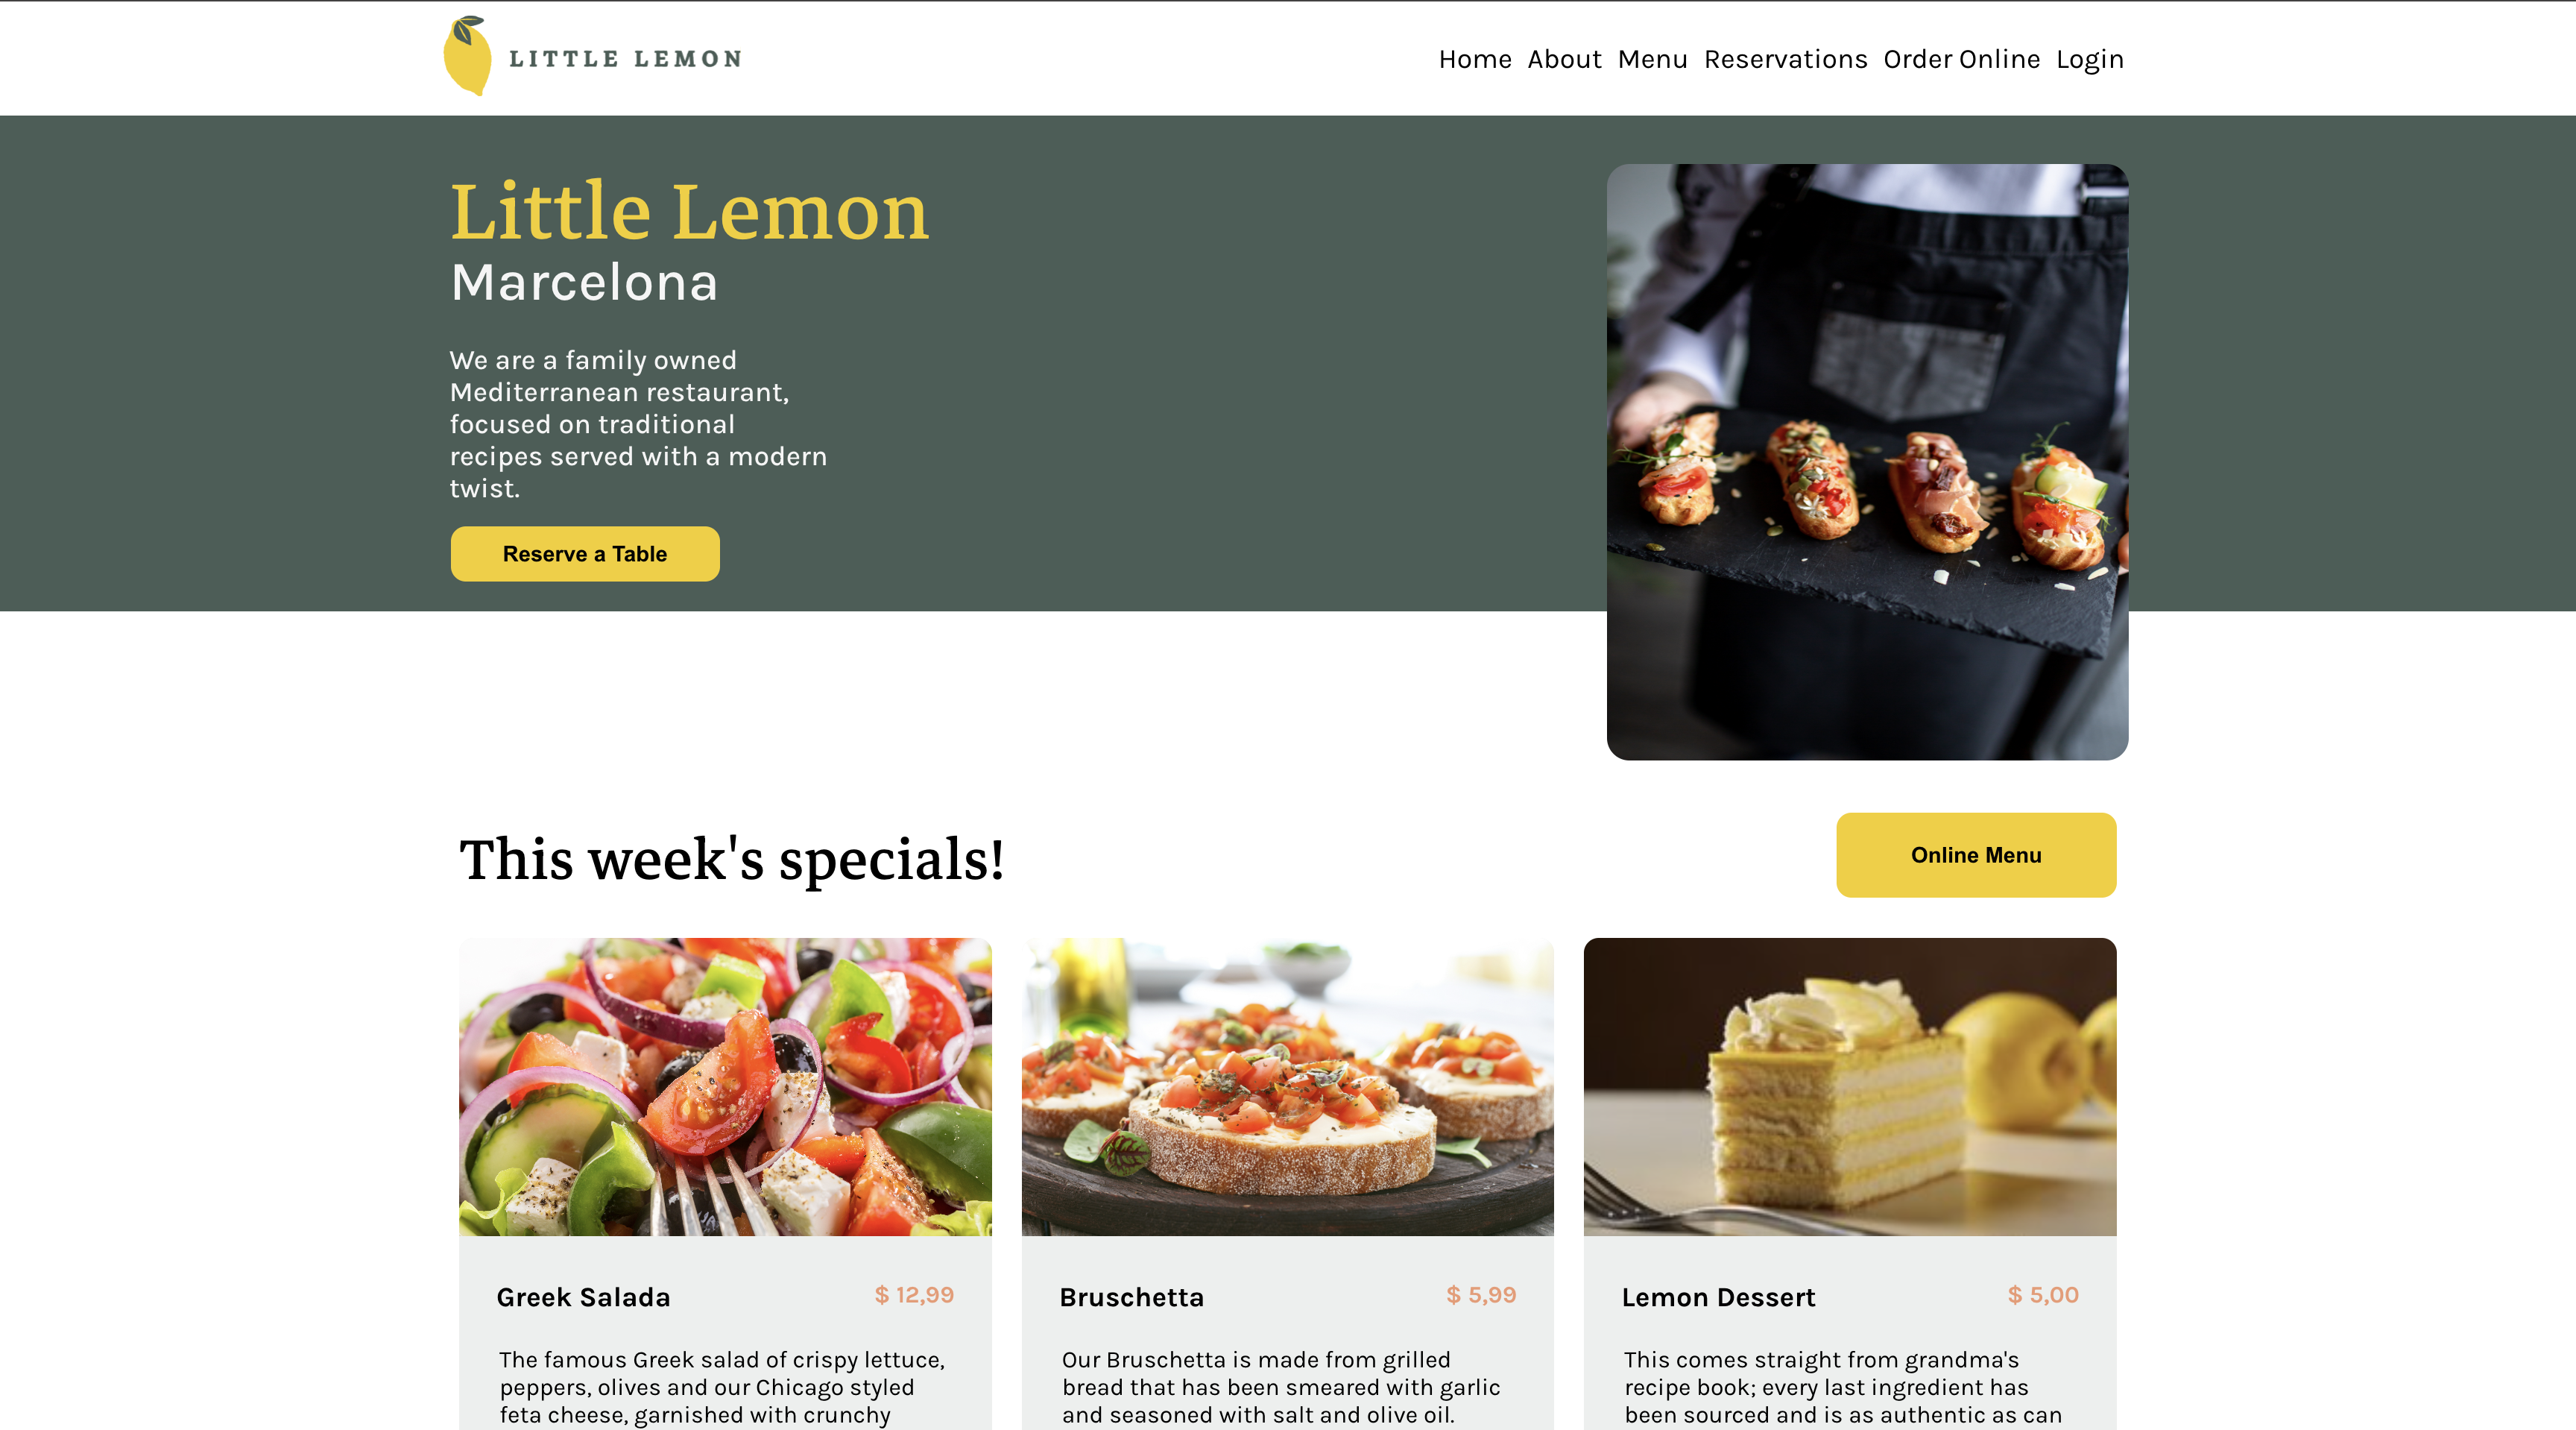 LITTLE LEMON
Home About Menu Reservations Order Online Login
Little Lemon
Marcelona
We are a family owned
Mediterranean restaurant,
focused on traditional
recipes served with a modern
twist.
Reserve a Table
This week's specials!
Online Menu
Greek Salada
$ 12,99
The famous Greek salad of crispy lettuce,
peppers, olives and our Chicago styled
feta cheese, garnished with crunchy
Bruschetta
$ 5,99
Our Bruschetta is made from grilled
bread that has been smeared with garlic
and seasoned with salt and olive oil.
Lemon Dessert
$ 5,00
This comes straight from grandma's
recipe book; every last ingredient has
been sourced and is as authentic as can